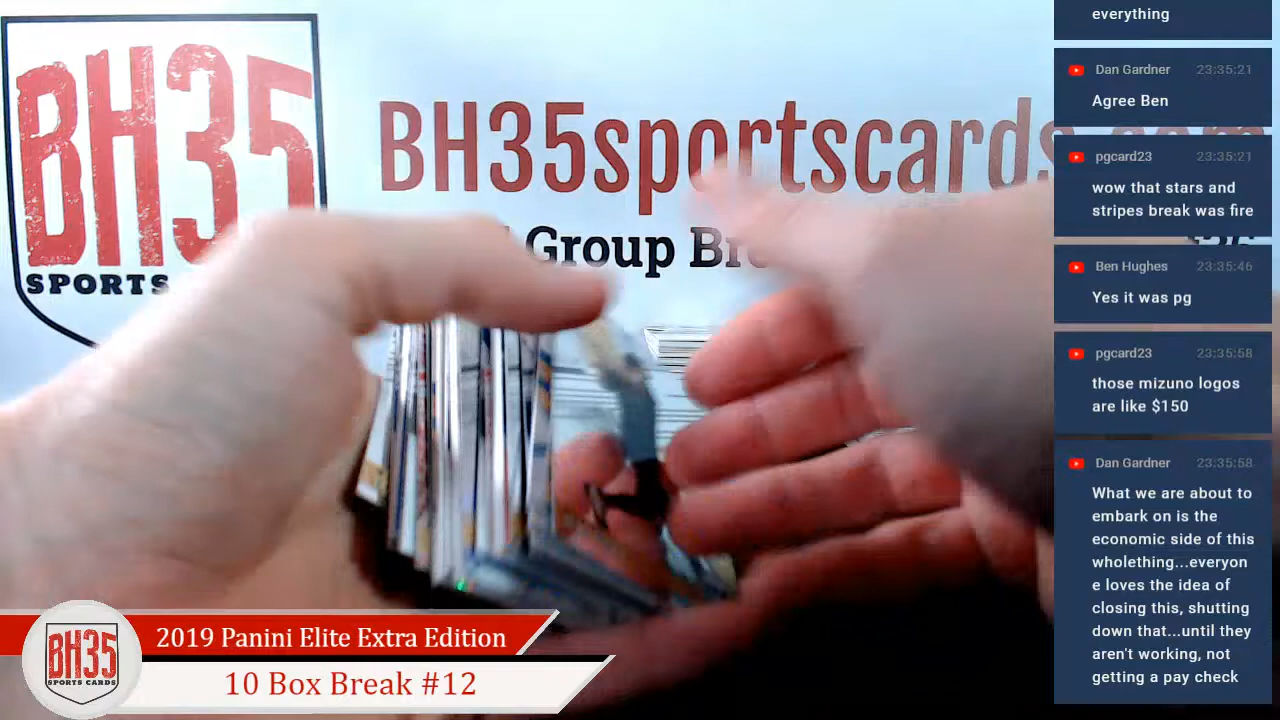 BH35
SPORTS
BH35sportscards.com
Group
everything
Dan Gardner 23:35:21
Agree Ben
pgcard23 23:35:21
wow that stars and
stripes break was fire
Ben Hughes 23:35:46
Yes it was pg
pgcard23 23:35:58
those mizuno logos
are like $150
Dan Gardner 23:35:58
What we are about to
embark on is the
economic side of this
wholething...everyon
e loves the idea of
closing this, shutting
down that...until they
aren't working, not
getting a pay check
BH35
SPORTS CARDS
2019 Panini Elite Extra Edition
10 Box Break #12